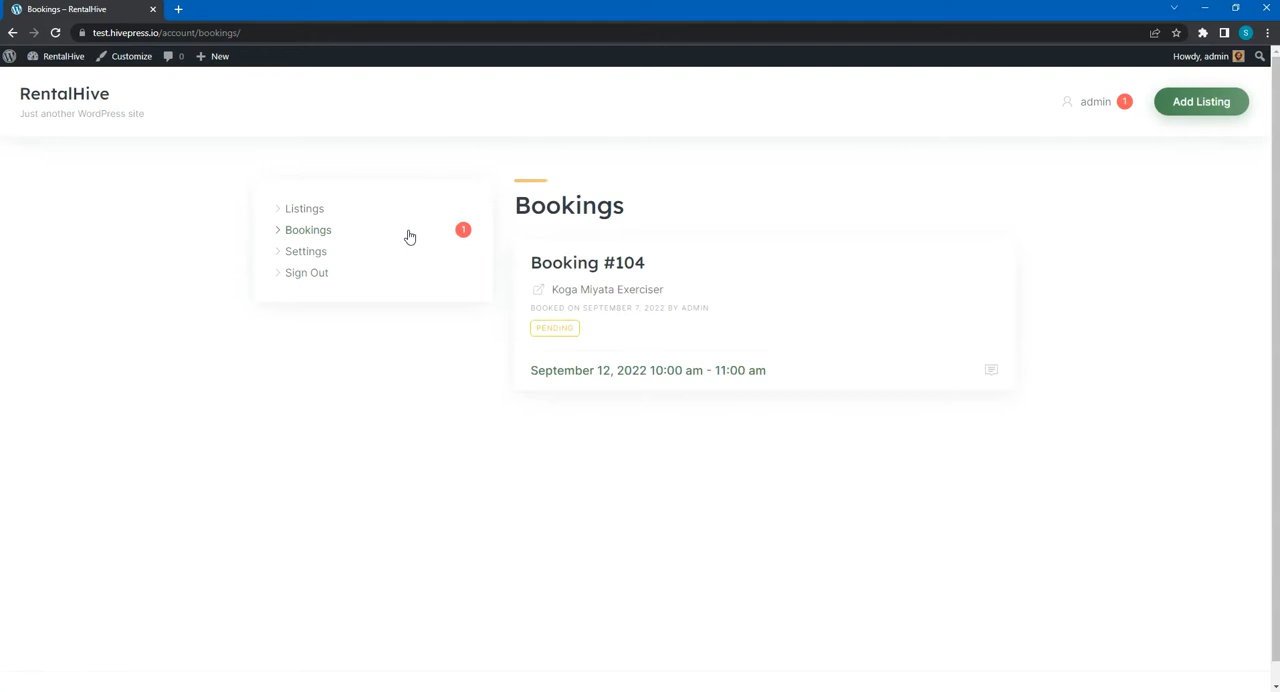 Bookings – RentalHive
test.hivepress.io/account/bookings/
S
RentalHive
Customize
0
New
Howdy, admin
RentalHive
Just another WordPress site
admin
1
Add Listing
Listings
Bookings
1
Settings
Sign Out
Bookings
Booking #104
Koga Miyata Exerciser
BOOKED ON SEPTEMBER 7, 2022 BY ADMIN
PENDING
September 12, 2022 10:00 am - 11:00 am